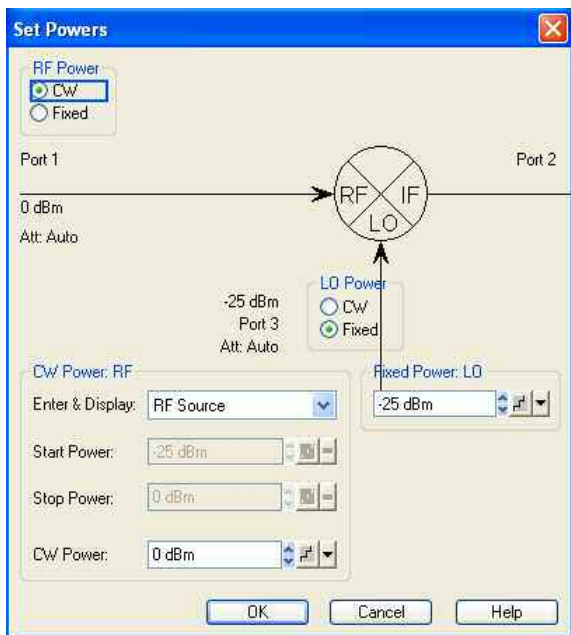 Set Powers
RF Power
CW
Fixed
Port 1
Port 2
RF
IF
LO
0 dBm
Att: Auto
LO Power
-25 dBm
CW
Port 3
Fixed
Att: Auto
CW Power: RF
Enter & Display:
RF Source
Start Power:
-25 dBm
Stop Power:
0 dBm
CW Power:
0 dBm
Fixed Power: LO
-25 dBm
OK
Cancel
Help